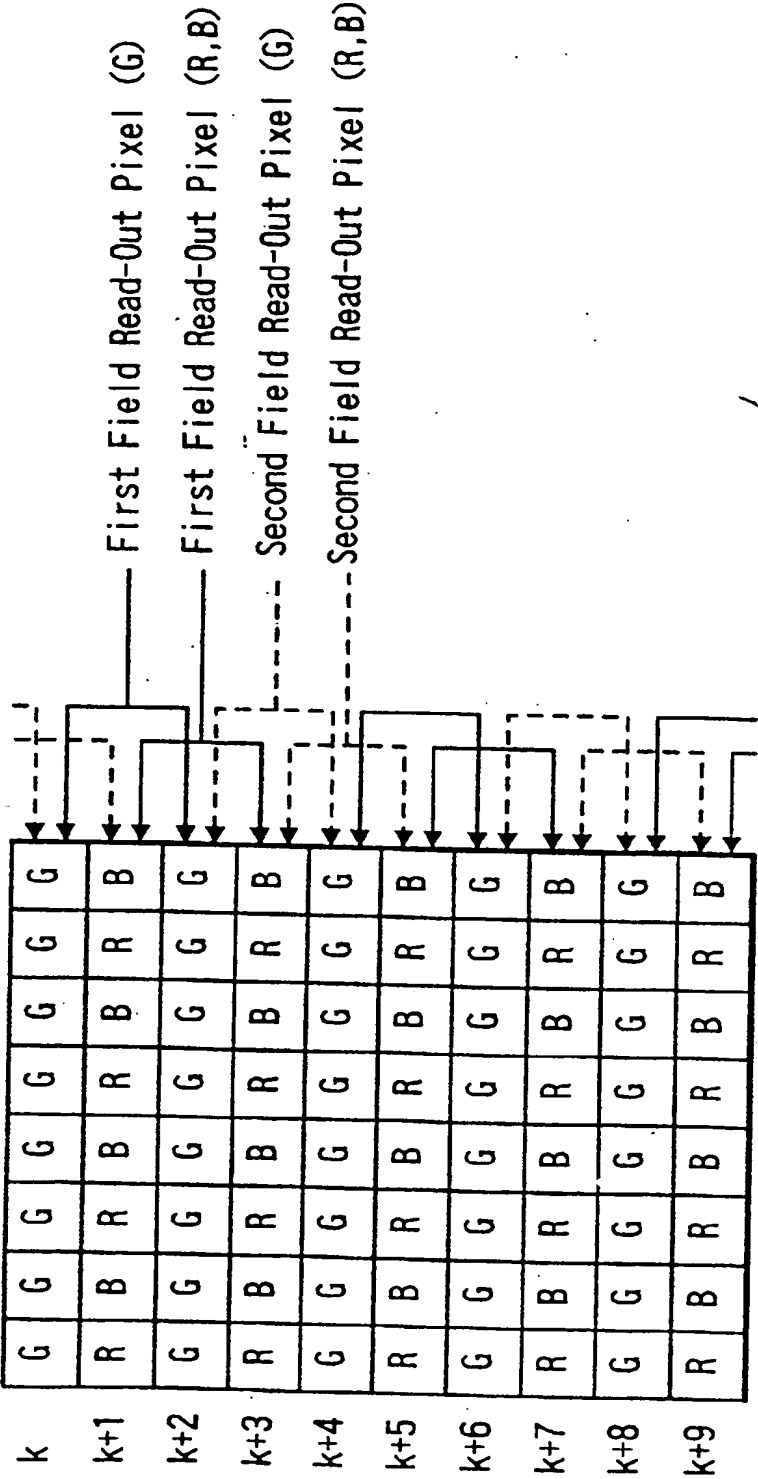 First Field Read-Out Pixel (G)
First Field Read-Out Pixel (R,B)
Second Field Read-Out Pixel (G)
Second Field Read-Out Pixel (R,B)
k G G G G G G G G
k+1 R B R B R B R B
k+2 G G G G G G G G
k+3 R B R B R B R B
k+4 G G G G G G G G
k+5 R B R B R B R B
k+6 G G G G G G G G
k+7 R B R B R B R B
k+8 G G G G G G G G
k+9 R B R B R B R B